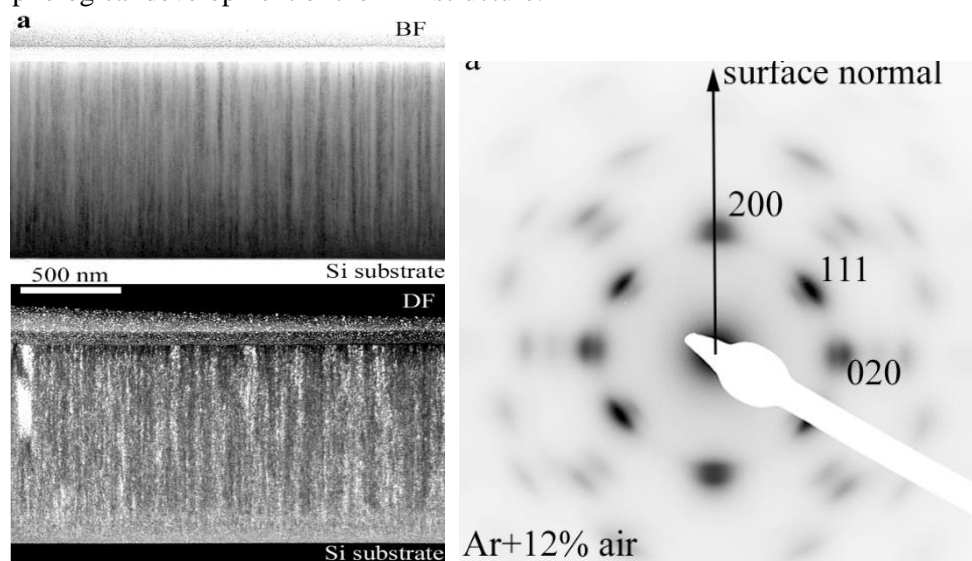 a
BF
500 nm
Si substrate
DF
Si substrate
surface normal
200
111
020
Ar+12% air